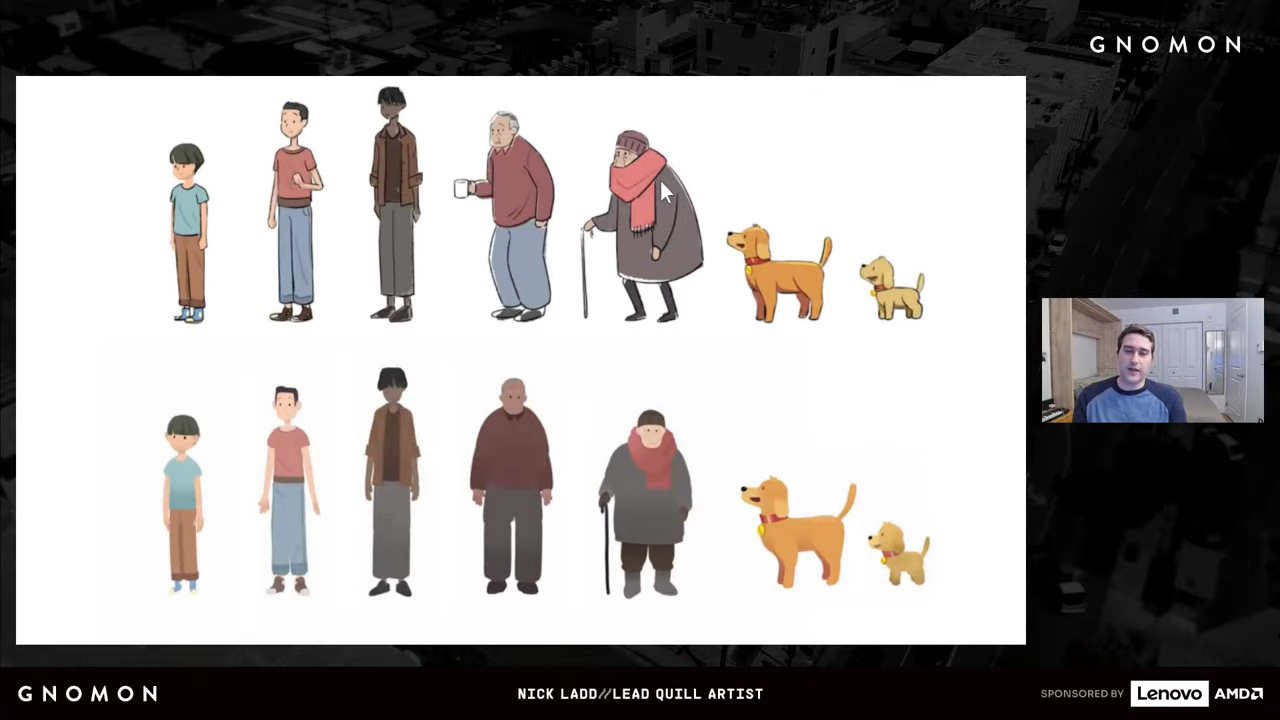 GNOMON
GNOMON
NICK LADD//LEAD QUILL ARTIST
SPONSORED BY Lenovo AMD